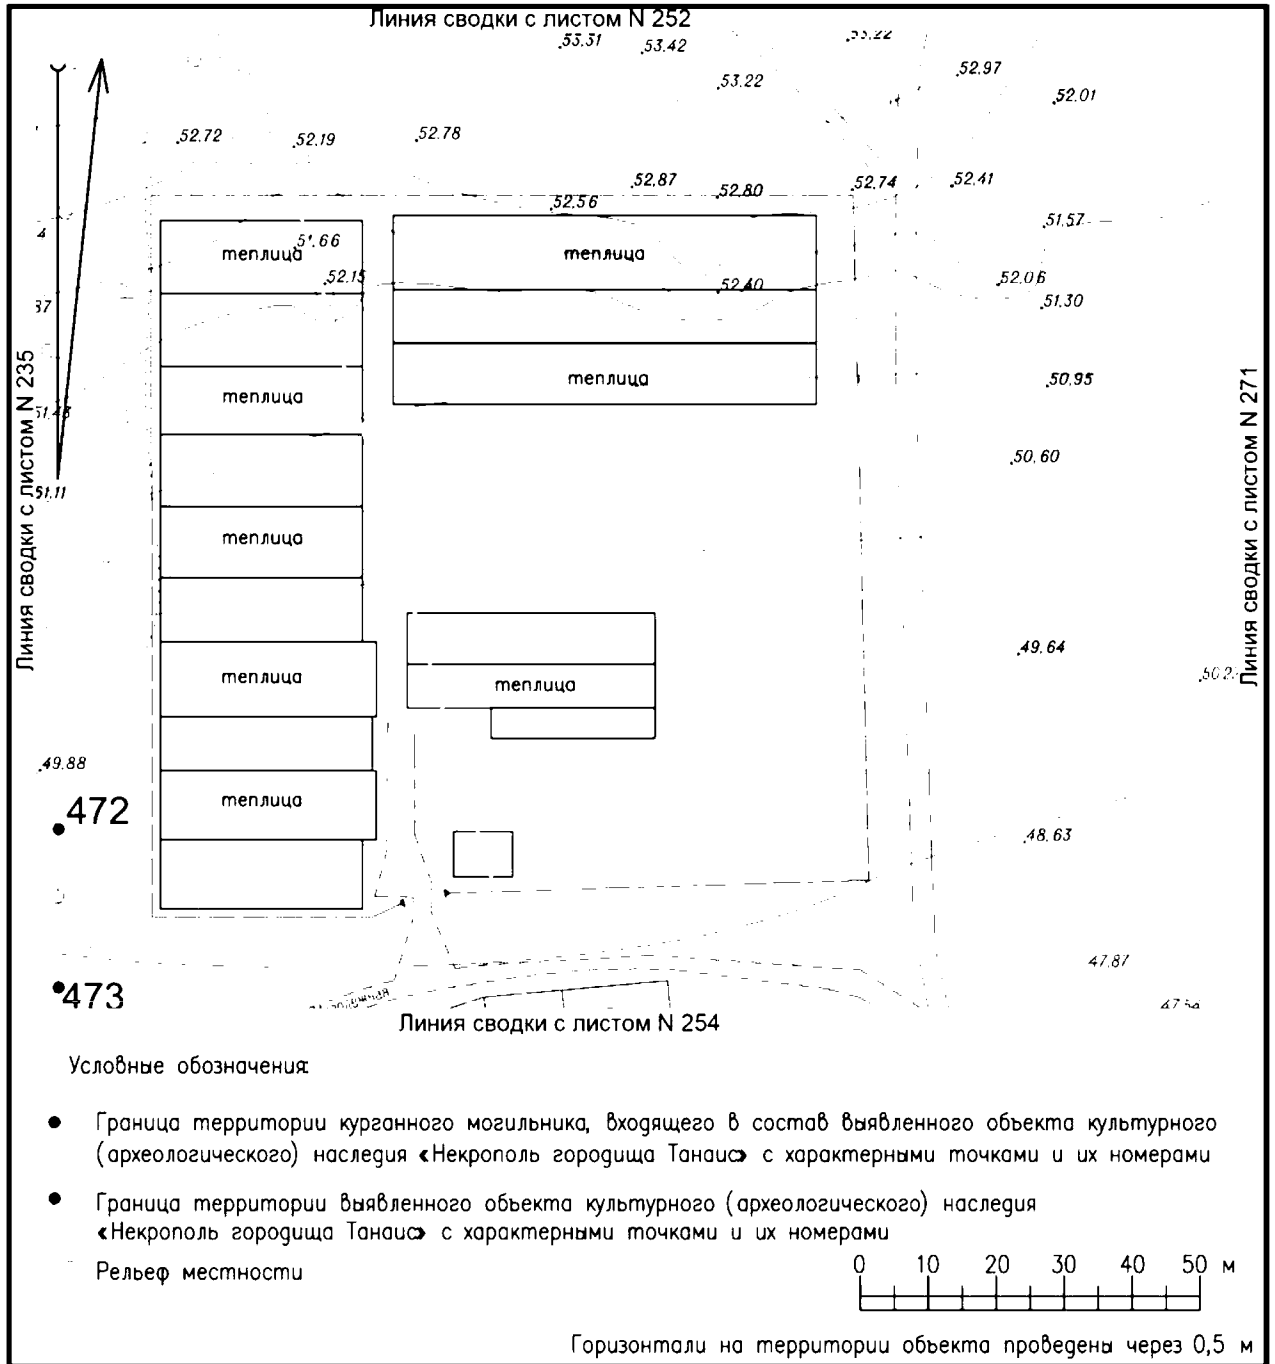 Линия сводки с листом N 252
53.31
53.42
53.22
52.97
53.22
52.01
52.72
52.19
52.78
52.87
52.80
52.74
52.41
52.56
51.57
теплица
51.66
теплица
52.15
52.40
52.06
51.30
Линия сводки с листом N 235
теплица
теплица
50.95
51.43
50.60
51.11
Линия сводки с листом N 271
теплица
49.64
теплица
теплица
49.88
472
теплица
48.63
47.87
473
Линия сводки с листом N 254
Условные обозначения:
Граница территории курганного могильника, входящего в состав выявленного объекта культурного
(археологического) наследия «Некрополь городища Танаис» с характерными точками и их номерами
Граница территории выявленного объекта культурного (археологического) наследия
«Некрополь городища Танаис» с характерными точками и их номерами
Рельеф местности
0 10 20 30 40 50 м
Горизонтали на территории объекта проведены через 0,5 м